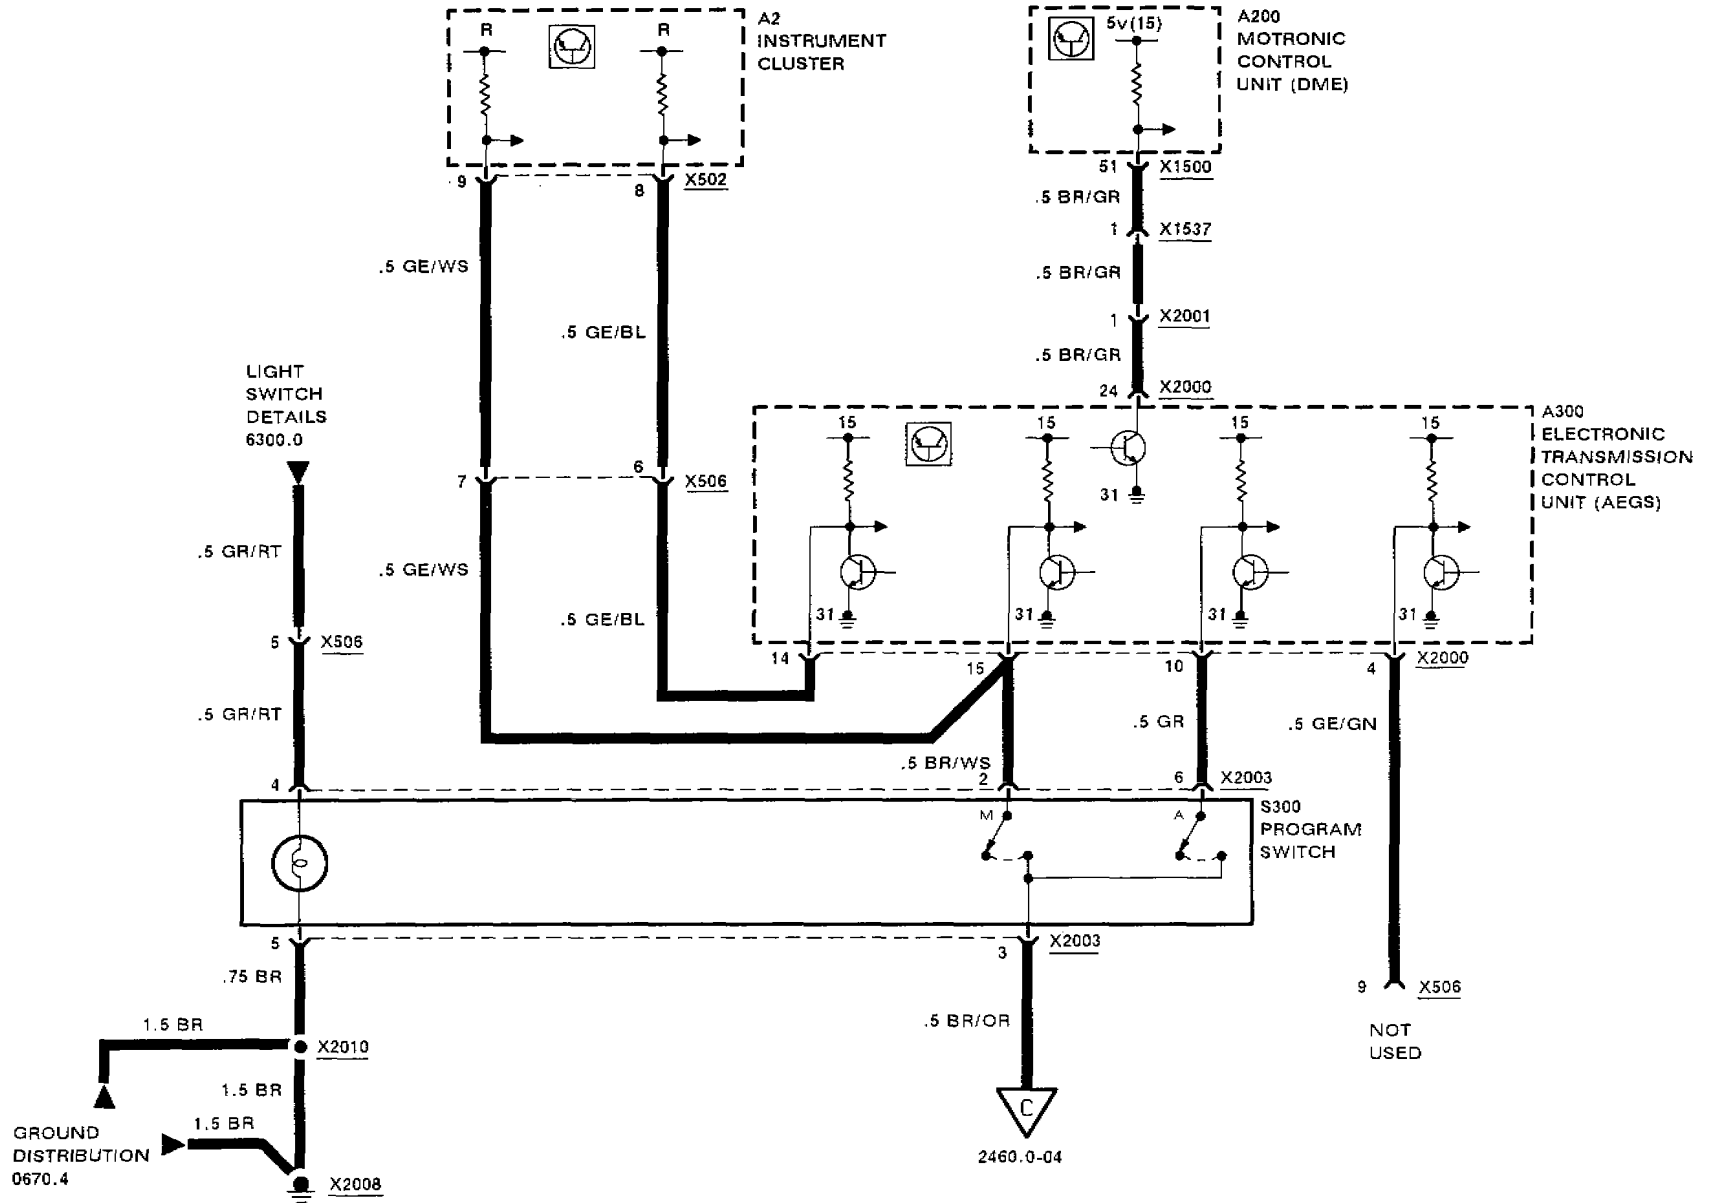 R
R
A2
INSTRUMENT
CLUSTER
5v(15)
A200
MOTRONIC
CONTROL
UNIT (DME)
9
8
X502
51
X1500
.5 BR/GR
1
X1537
.5 GE/WS
.5 BR/GR
.5 GE/BL
1
X2001
.5 BR/GR
LIGHT
SWITCH
DETAILS
6300.0
24
X2000
15
15
15
15
A300
ELECTRONIC
TRANSMISSION
CONTROL
UNIT (AEGS)
31
7
6
X506
.5 GR/RT
.5 GE/WS
.5 GE/BL
31
31
31
31
5
X506
14
15
10
4
X2000
.5 GR/RT
.5 GR
.5 GE/GN
.5 BR/WS
4
2
6
X2003
M
A
S300
PROGRAM
SWITCH
5
3
X2003
.75 BR
9
X506
1.5 BR
.5 BR/OR
NOT
USED
X2010
1.5 BR
C
1.5 BR
GROUND
DISTRIBUTION
0670.4
2460.0-04
X2008